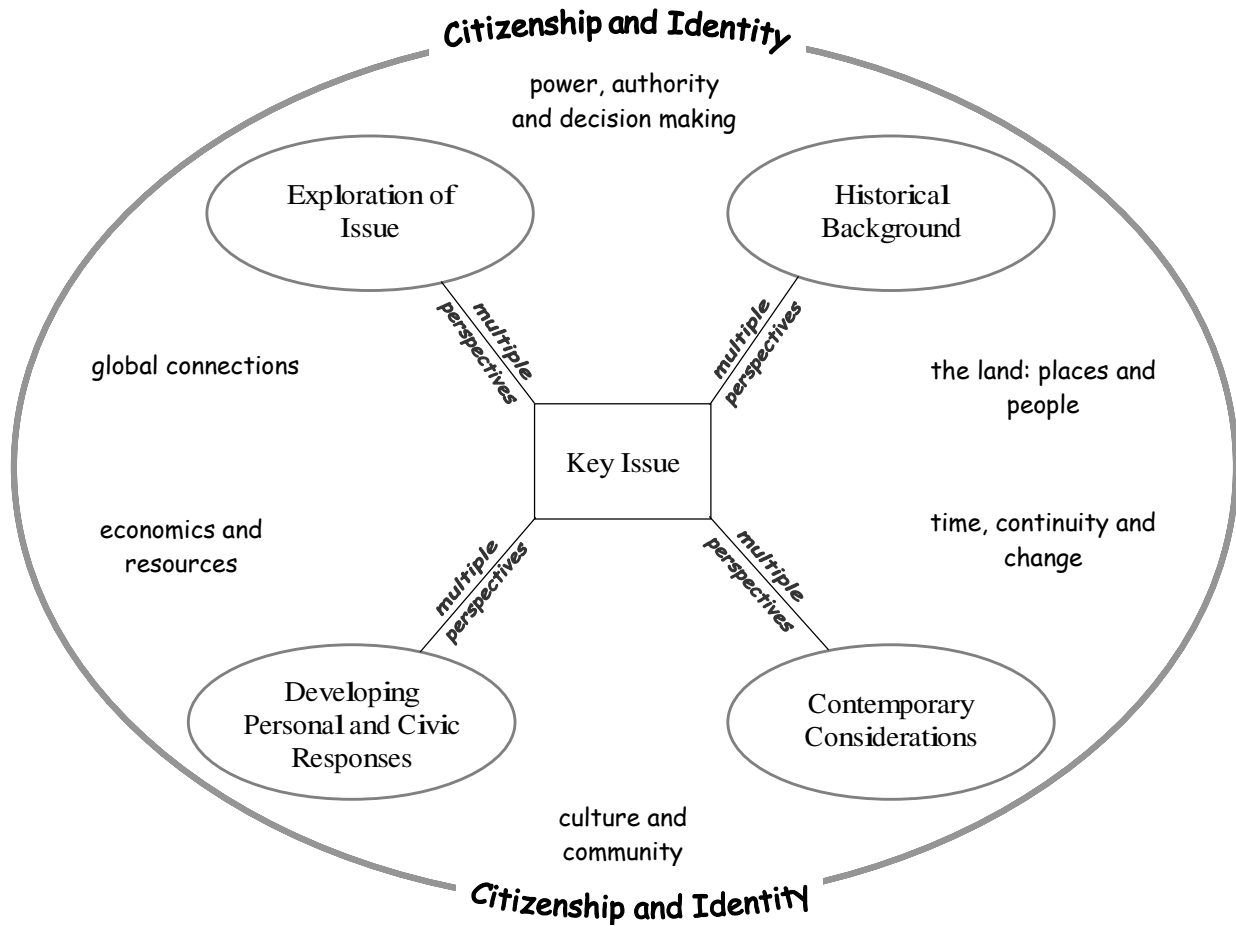 Citizenship and Identity
power, authority
and decision making
Exploration of
Issue
Historical
Background
multiple
perspectives
multiple
perspectives
global connections
the land: places and
people
Key Issue
economics and
resources
time, continuity and
change
multiple
perspectives
multiple
perspectives
Developing
Personal and Civic
Responses
Contemporary
Considerations
culture and
community
Citizenship and Identity